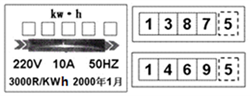 kw·h
220V 10A 50HZ
3000R/KWh 2000年1月
1 3 8 7 5
1 4 6 9 5